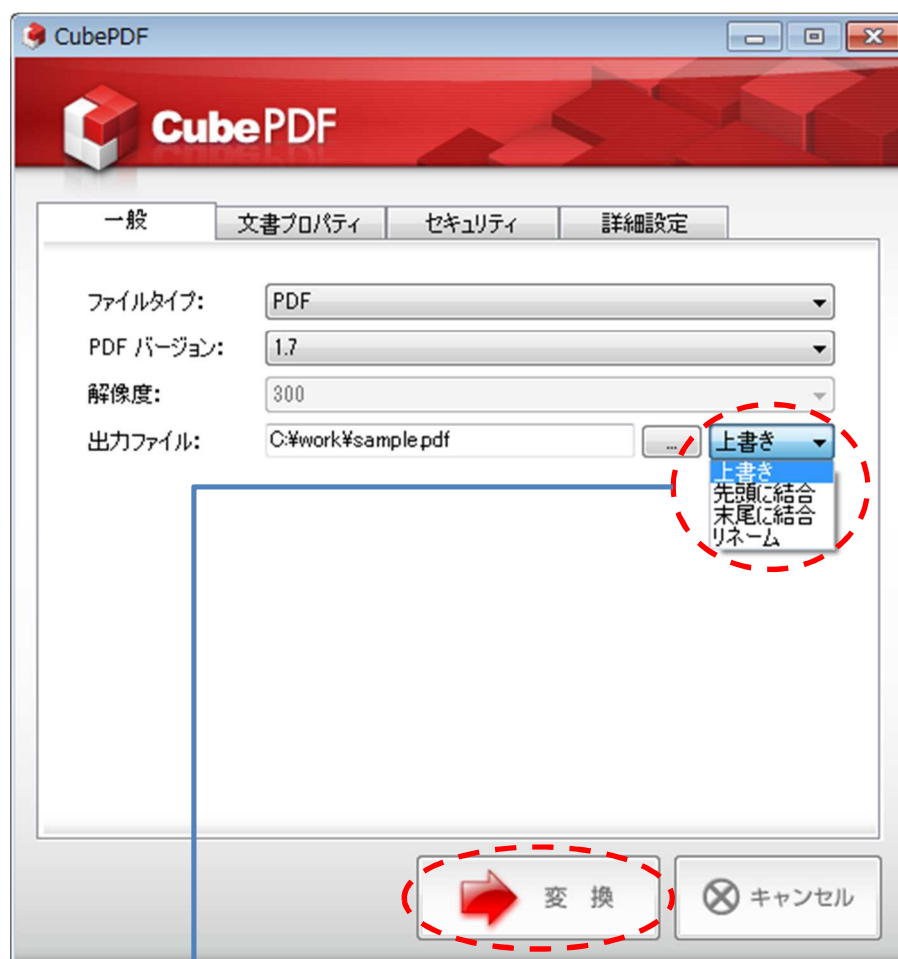 CubePDF
CubePDF
一般 文書プロパティ セキュリティ 詳細設定
ファイルタイプ: PDF
PDF バージョン: 1.7
解像度: 300
出力ファイル: C:¥work¥sample.pdf ... 上書き
上書き
先頭に結合
末尾に結合
リネーム
変 換 キャンセル